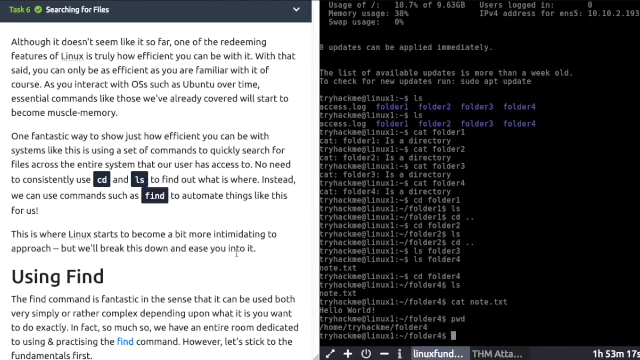 Task 6 Searching for Files
Although it doesn't seem like it so far, one of the redeeming
features of Linux is truly how efficient you can be with it. With that
said, you can only be as efficient as you are familiar with it of
course. As you interact with OSs such as Ubuntu over time,
essential commands like those we've already covered will start to
become muscle-memory.
One fantastic way to show just how efficient you can be with
systems like this is using a set of commands to quickly search for
files across the entire system that our user has access to. No need
to consistently use cd and ls to find out what is where. Instead,
we can use commands such as find to automate things like this
for us!
This is where Linux starts to become a bit more intimidating to
approach -- but we'll break this down and ease you into it.
Using Find
The find command is fantastic in the sense that it can be used both
very simply or rather complex depending upon what it is you want
to do exactly. In fact, so much so, we have an entire room dedicated
to using & practising the find command. However, let's stick to the
fundamentals first.
Usage of /: 18.7% of 9.63GB Users logged in: 0
Memory usage: 38% IPv4 address for ens5: 10.10.2.193
Swap usage: 0%
updates can be applied immediately.
The list of available updates is more than a week old.
To check for new updates run: sudo apt update
tryhackme@linux1:~$ ls
access.log folder1 folder2 folder3 folder4
tryhackme@linux1:~$ ls
access.log folder1 folder2 folder3 folder4
tryhackme@linux1:~$ cat folder1
cat: folder1: Is a directory
tryhackme@linux1:~$ cat folder2
cat: folder2: Is a directory
tryhackme@linux1:~$ cat folder3
cat: folder3: Is a directory
tryhackme@linux1:~$ cat folder4
cat: folder4: Is a directory
tryhackme@linux1:~$ cd folder1
tryhackme@linux1:~/folder1$ ls
tryhackme@linux1:~/folder1$ cd ..
tryhackme@linux1:~$ cd folder2
tryhackme@linux1:~/folder2$ ls
tryhackme@linux1:~/folder2$ cd ..
tryhackme@linux1:~$ ls folder3
tryhackme@linux1:~$ ls folder4
note.txt
tryhackme@linux1:~$ cd folder4
tryhackme@linux1:~/folder4$ ls
note.txt
tryhackme@linux1:~/folder4$ cat note.txt
Hello World!
tryhackme@linux1:~/folder4$ pwd
/home/tryhackme/folder4
tryhackme@linux1:~/folder4$
linuxfund THM Atta... 1h 53m